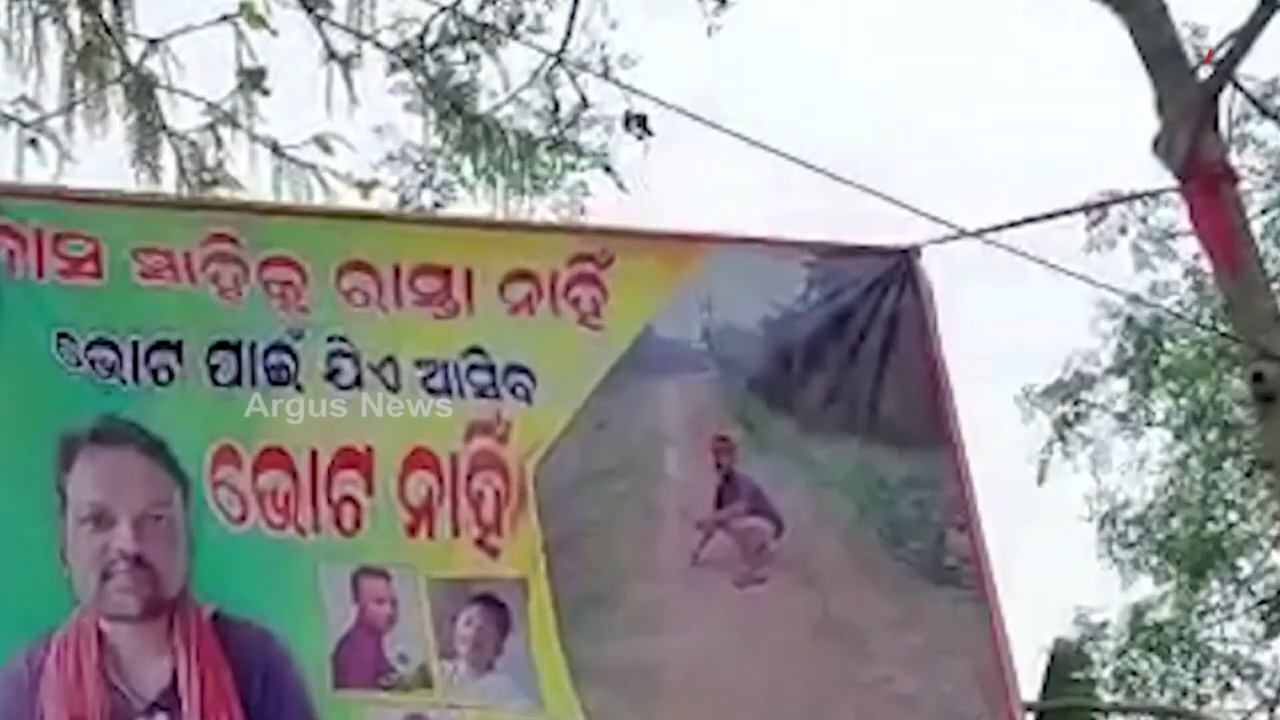 ସାହିକୁ ରାସ୍ତା ନାହିଁ
ଭୋଟ ପାଇଁ ଯିଏ ଆସିବ
Argus News
ଭୋଟ ନାହିଁ